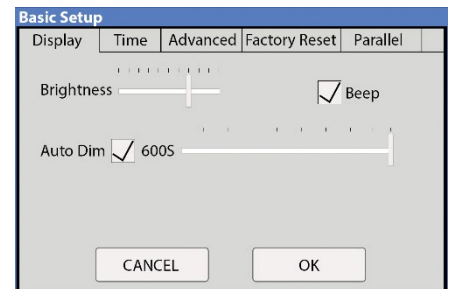 Basic Setup
Display Time Advanced Factory Reset Parallel
Brightness Beep
Auto Dim 600S
CANCEL OK